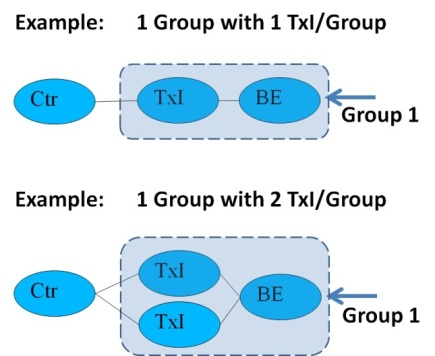 Example: 1 Group with 1 TxI/Group
Ctr TxI BE
Group 1
Example: 1 Group with 2 TxI/Group
TxI
Ctr BE
TxI
Group 1